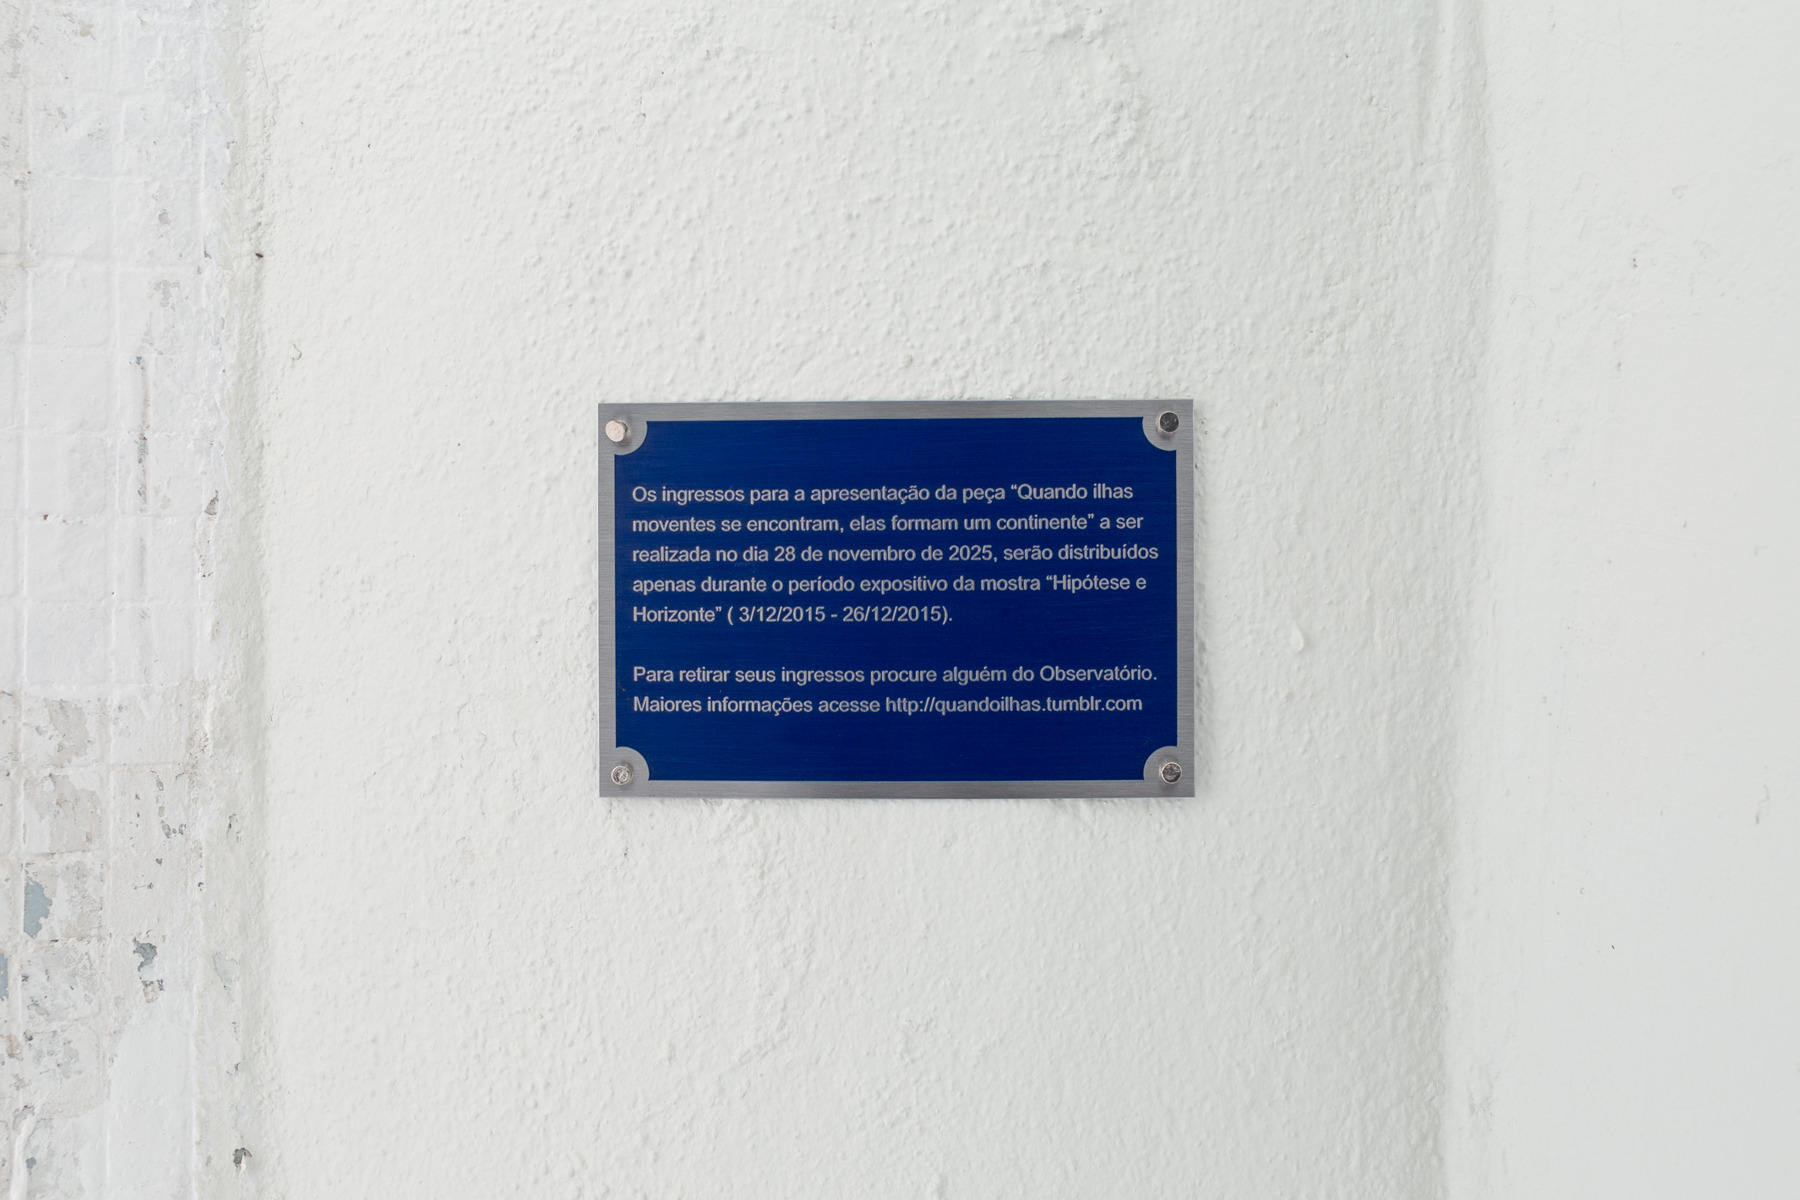 Os ingressos para a apresentação da peça “Quando ilhas
moventes se encontram, elas formam um continente” a ser
realizada no dia 28 de novembro de 2025, serão distribuídos
apenas durante o período expositivo da mostra “Hipótese e
Horizonte” ( 3/12/2015 - 26/12/2015).
Para retirar seus ingressos procure alguém do Observatório.
Maiores informações acesse http://quandoilhas.tumblr.com